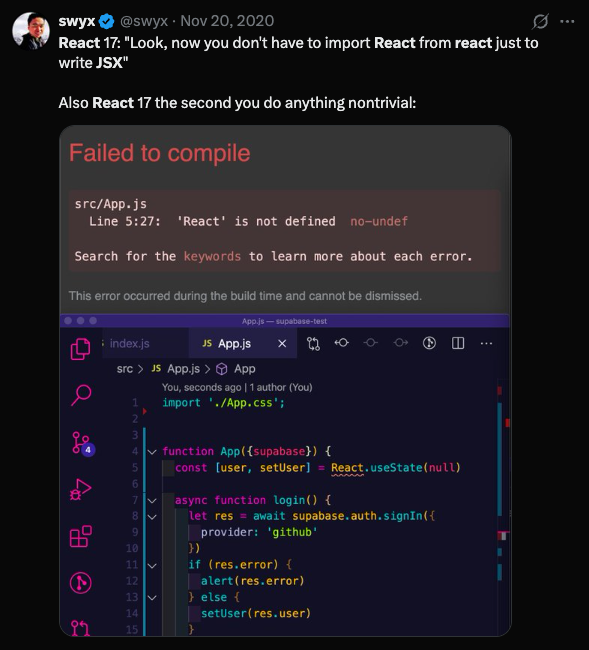 swyx @swyx · Nov 20, 2020
React 17: "Look, now you don't have to import React from react just to
write JSX"
Also React 17 the second you do anything nontrivial:
Failed to compile
src/App.js
Line 5:27:  'React' is not defined  no-undef
Search for the keywords to learn more about each error.
This error occurred during the build time and cannot be dismissed.
App.js — supabase-test
index.js
JS App.js
src > JS App.js > App
You, seconds ago | 1 author (You)
1 import './App.css';
2
3
4 function App({supabase}) {
5 const [user, setUser] = React.useState(null)
6
7 async function login() {
8 let res = await supabase.auth.signIn({
9 provider: 'github'
10 })
11 if (res.error) {
12 alert(res.error)
13 } else {
14 setUser(res.user)
15 }
4